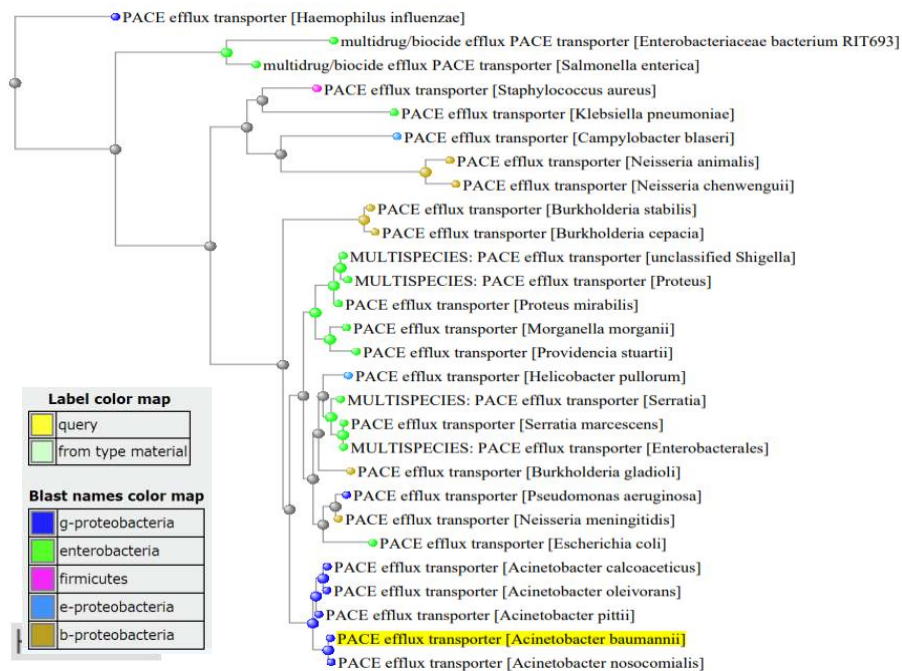 PACE efflux transporter [Haemophilus influenzae]
multidrug/biocide efflux PACE transporter [Enterobacteriaceae bacterium RIT693]
multidrug/biocide efflux PACE transporter [Salmonella enterica]
PACE efflux transporter [Staphylococcus aureus]
PACE efflux transporter [Klebsiella pneumoniae]
PACE efflux transporter [Campylobacter blaseri]
PACE efflux transporter [Neisseria animalis]
PACE efflux transporter [Neisseria chenwenguii]
PACE efflux transporter [Burkholderia stabilis]
PACE efflux transporter [Burkholderia cepacia]
MULTISPECIES: PACE efflux transporter [unclassified Shigella]
MULTISPECIES: PACE efflux transporter [Proteus]
PACE efflux transporter [Proteus mirabilis]
PACE efflux transporter [Morganella morganii]
PACE efflux transporter [Providencia stuartii]
PACE efflux transporter [Helicobacter pullorum]
MULTISPECIES: PACE efflux transporter [Serratia]
PACE efflux transporter [Serratia marcescens]
MULTISPECIES: PACE efflux transporter [Enterobacterales]
PACE efflux transporter [Burkholderia gladioli]
PACE efflux transporter [Pseudomonas aeruginosa]
PACE efflux transporter [Neisseria meningitidis]
PACE efflux transporter [Escherichia coli]
PACE efflux transporter [Acinetobacter calcoaceticus]
PACE efflux transporter [Acinetobacter oleivorans]
PACE efflux transporter [Acinetobacter pittii]
PACE efflux transporter [Acinetobacter baumannii]
PACE efflux transporter [Acinetobacter nosocomialis]
Label color map
query
from type material
Blast names color map
g-proteobacteria
enterobacteria
firmicutes
e-proteobacteria
b-proteobacteria